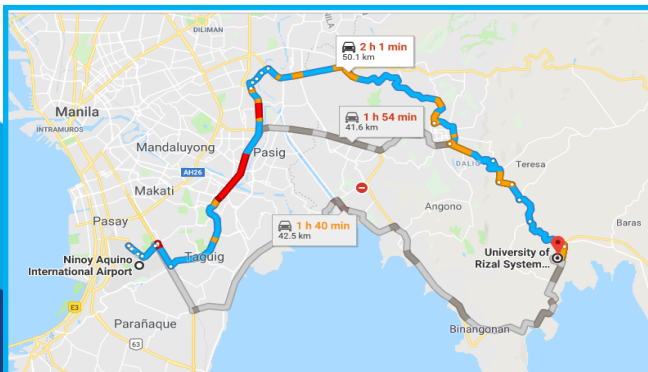 DILIMAN
2 h 1 min
50.1 km
Manila
INTRAMUROS
1 h 54 min
41.6 km
Mandaluyong
Pasig
DALIG
Teresa
AH26
Makati
Angono
Baras
Pasay
1 h 40 min
42.5 km
Ninoy Aquino
International Airport
Taguig
University of
Rizal System...
E3
Parañaque
63
Binangonan